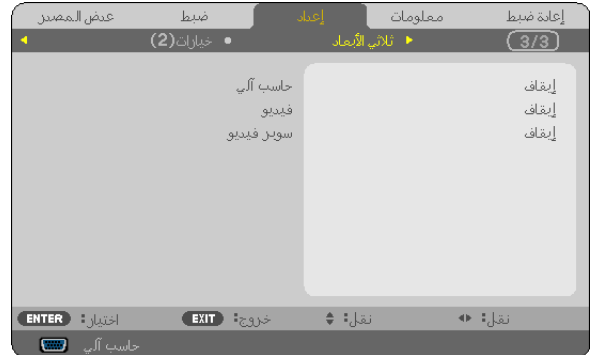 إعادة ضبط معلومات إعداد ضبط عرض المصدر
3/3 ثلاثي الأبعاد خيارات(2)
حاسب آلي إيقاف
فيديو إيقاف
سوبر فيديو إيقاف
ENTER :اختيار EXIT :خروج نقل: نقل:
حاسب آلي